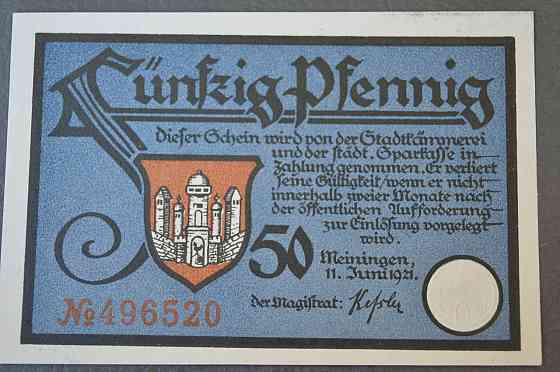 Fünfzig Pfennig
Dieser Schein wird von der Stadtkämmerei
und der städt. Sparkasse in
Zahlung genommen. Er verliert
seine Gültigkeit, wenn er nicht
innerhalb zweier Monate nach
der öffentlichen Aufforderung
zur Einlösung vorgelegt
wird.
50
Meiningen,
11. Juni 1921.
der Magistrat: Keßler
№ 496520